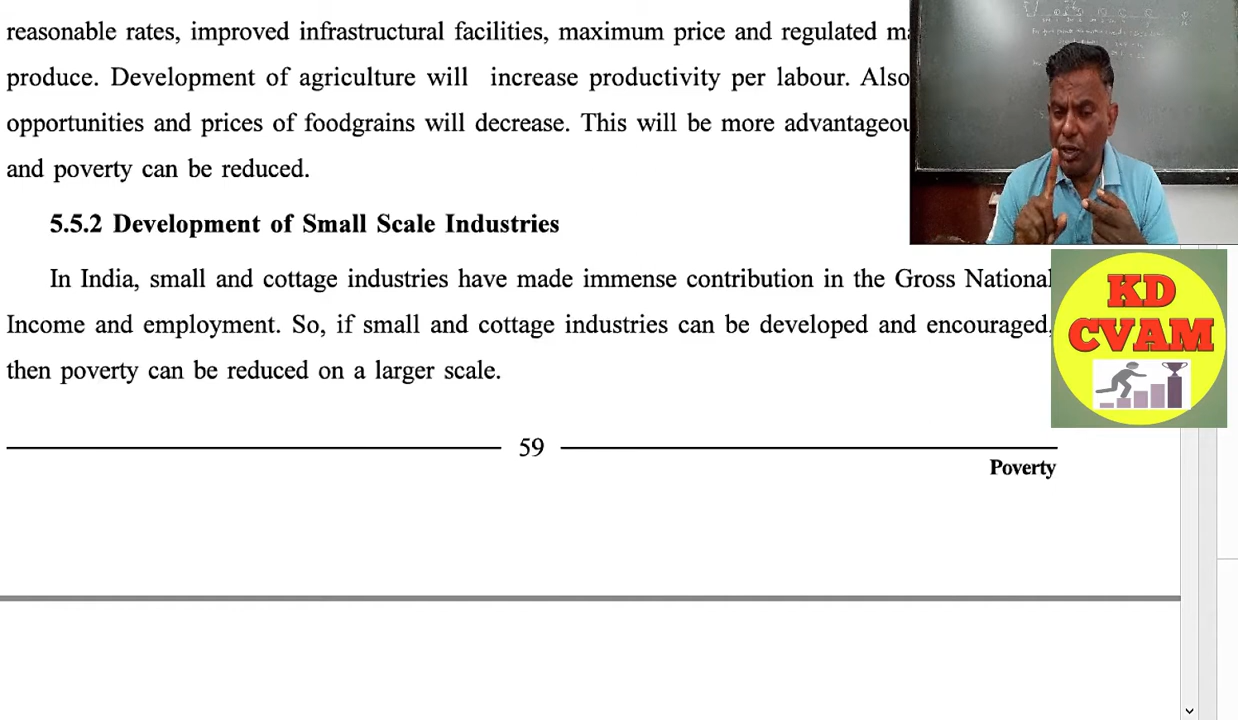 reasonable rates, improved infrastructural facilities, maximum price and regulated
produce. Development of agriculture will increase productivity per labour. Also
opportunities and prices of foodgrains will decrease. This will be more
and poverty can be reduced.
5.5.2 Development of Small Scale Industries
In India, small and cottage industries have made immense contribution in the Gross National
Income and employment. So, if small and cottage industries can be developed and encouraged,
then poverty can be reduced on a larger scale.
59
Poverty
KD
CVAM